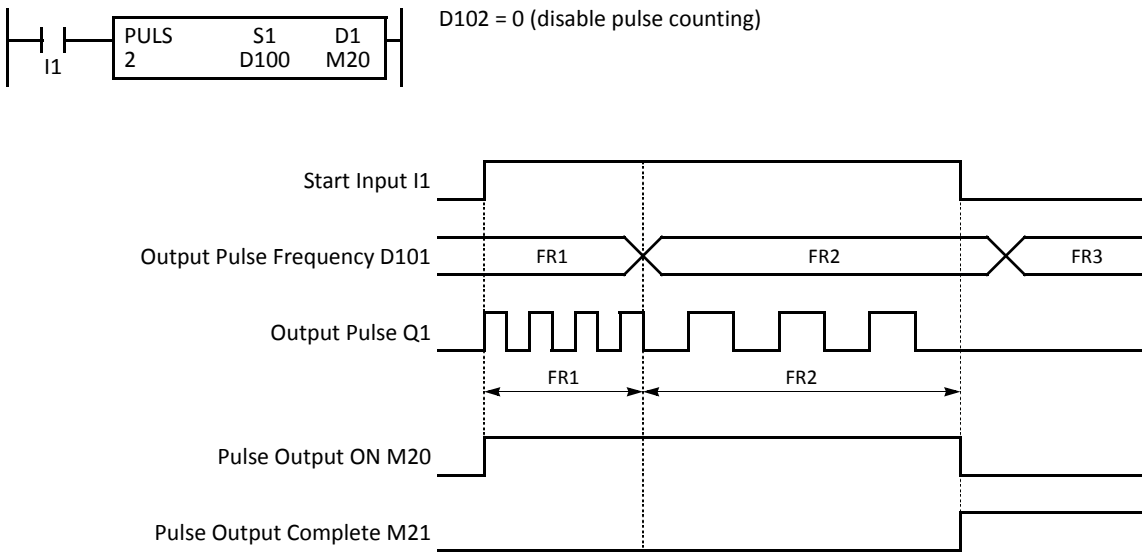 D102 = 0 (disable pulse counting)
PULS S1 D1
2 D100 M20
I1
Start Input I1
Output Pulse Frequency D101
FR1 FR2 FR3
Output Pulse Q1
FR1 FR2
Pulse Output ON M20
Pulse Output Complete M21